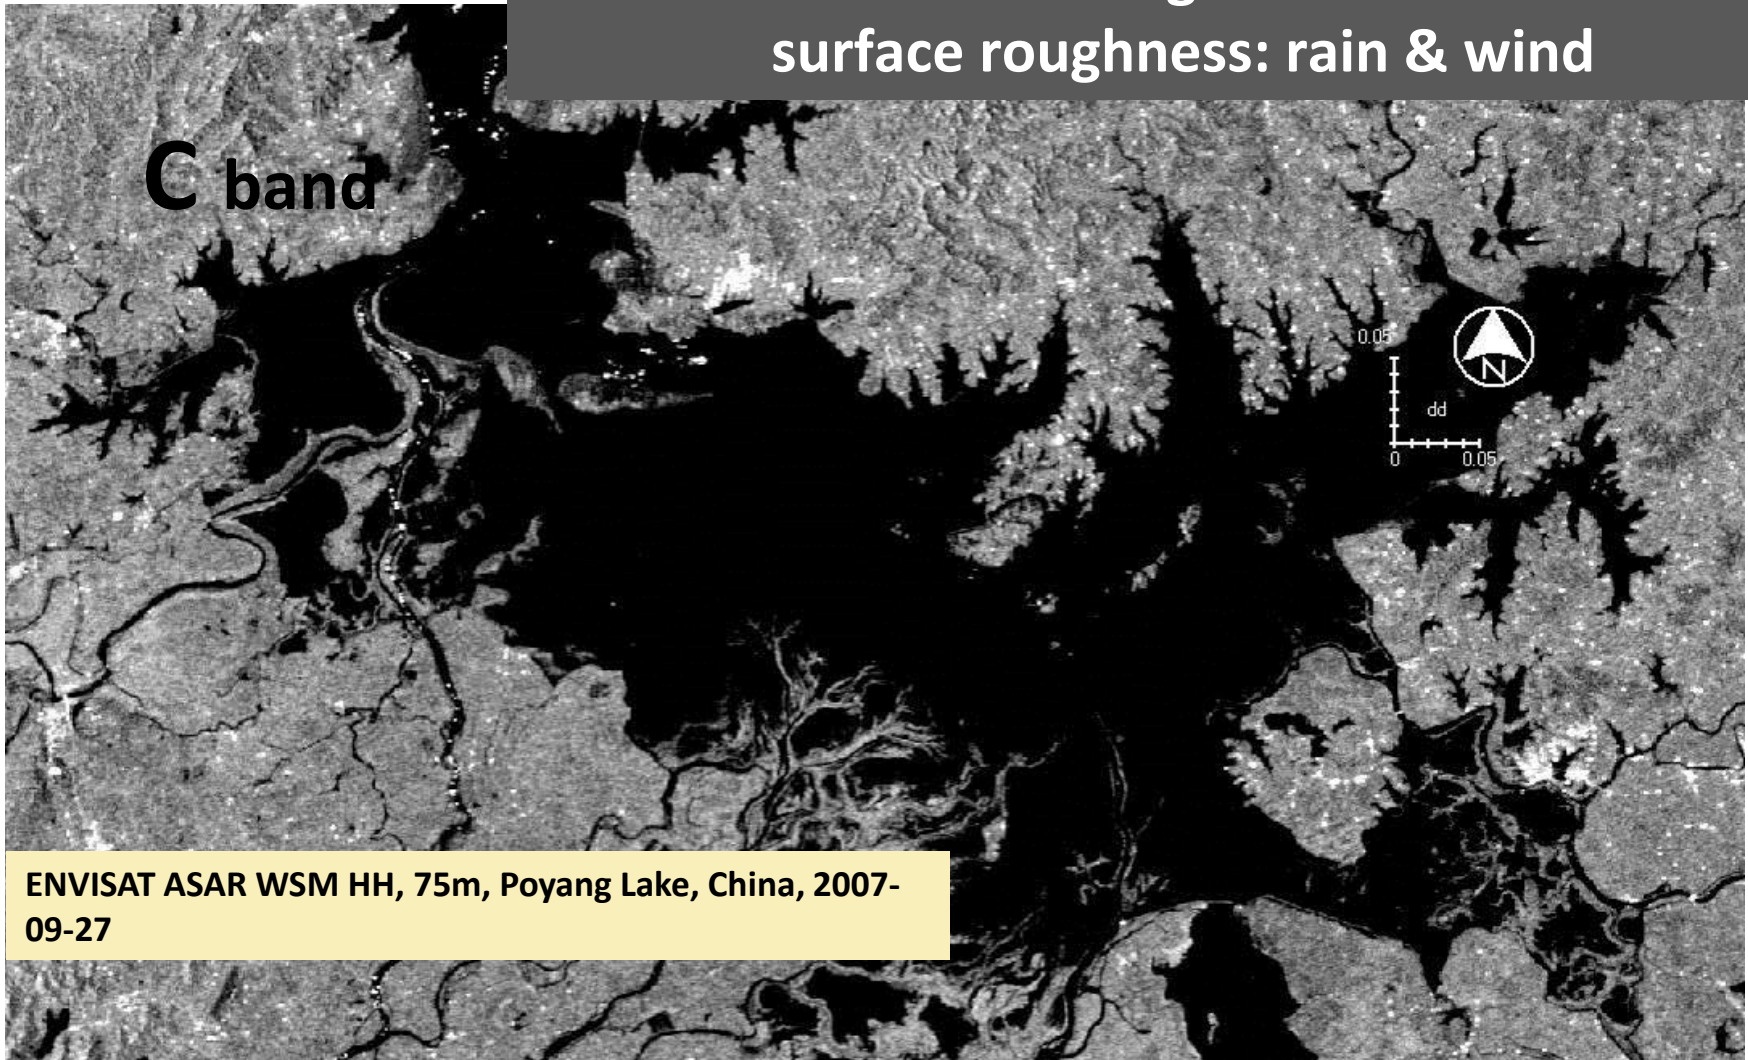 surface roughness: rain & wind
C band
0.05
N
dd
0
0.05
ENVISAT ASAR WSM HH, 75m, Poyang Lake, China, 2007-
09-27